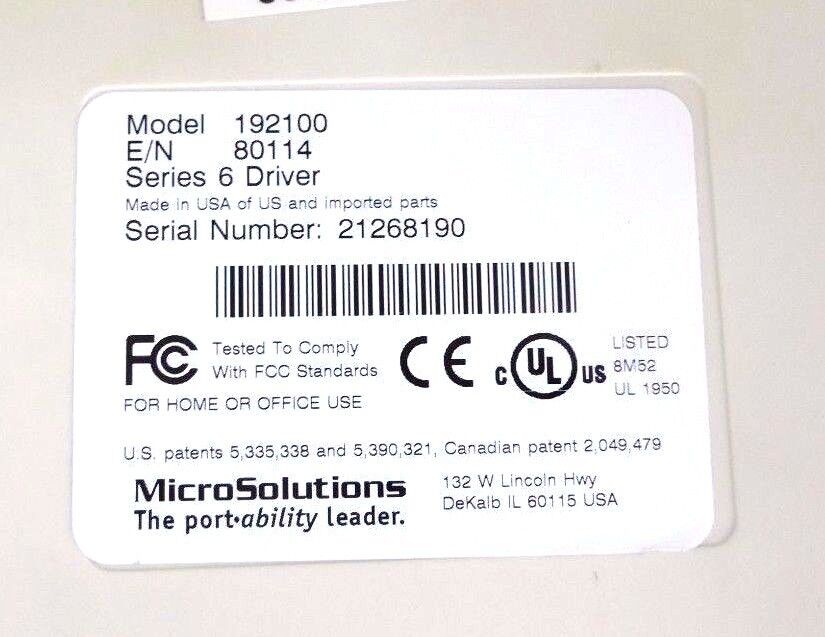 Model 192100
E/N 80114
Series 6 Driver
Made in USA of US and imported parts
Serial Number: 21268190
FC Tested To Comply
With FCC Standards
FOR HOME OR OFFICE USE
CE
C UL US
LISTED
8M52
UL 1950
U.S. patents 5,335,338 and 5,390,321, Canadian patent 2,049,479
MicroSolutions
The port•ability leader.
132 W Lincoln Hwy
DeKalb IL 60115 USA